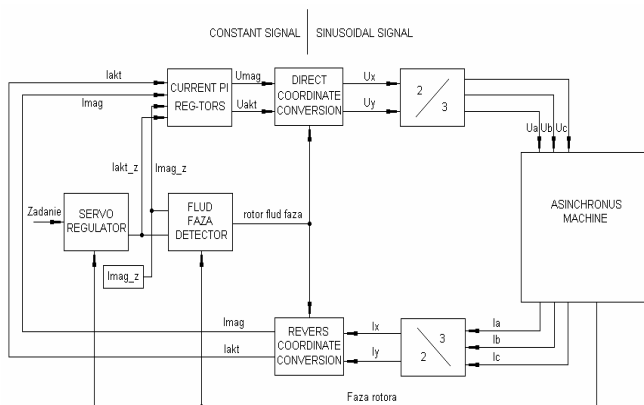 CONSTANT SIGNAL
SINUSOIDAL SIGNAL
Iakt
Imag
CURRENT PI
REG-TORS
Umag
Uakt
DIRECT
COORDINATE
CONVERSION
Ux
Uy
2
3
Ua Ub Uc
Iakt_z
Imag_z
Zadanie
SERVO
REGULATOR
FLUD
FAZA
DETECTOR
rotor flud faza
ASINCHRONUS
MACHINE
Imag_z
Imag
Iakt
REVERS
COORDINATE
CONVERSION
Ix
Iy
3
2
Ia
Ib
Ic
Faza rotora